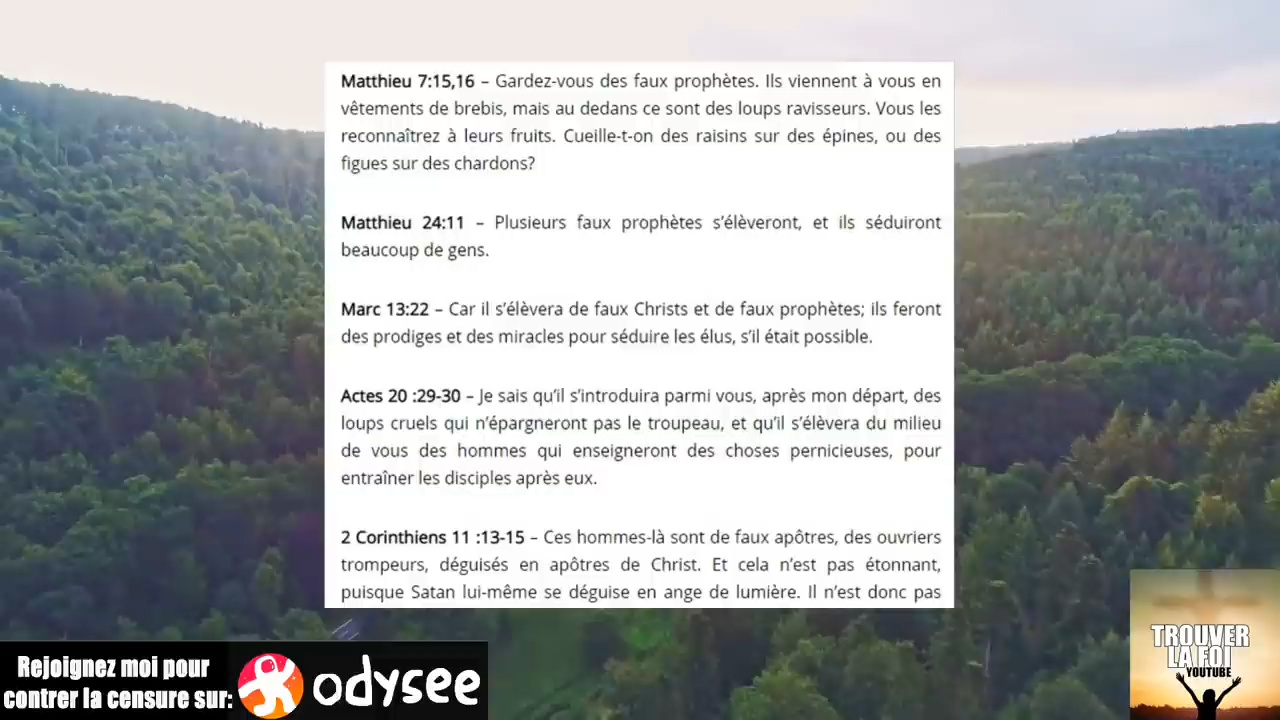 Matthieu 7:15,16 – Gardez-vous des faux prophètes. Ils viennent à vous en
vêtements de brebis, mais au dedans ce sont des loups ravisseurs. Vous les
reconnaîtrez à leurs fruits. Cueille-t-on des raisins sur des épines, ou des
figues sur des chardons?
Matthieu 24:11 – Plusieurs faux prophètes s’élèveront, et ils séduiront
beaucoup de gens.
Marc 13:22 – Car il s’élèvera de faux Christs et de faux prophètes; ils feront
des prodiges et des miracles pour séduire les élus, s’il était possible.
Actes 20 :29-30 – Je sais qu’il s’introduira parmi vous, après mon départ, des
loups cruels qui n’épargneront pas le troupeau, et qu’il s’élèvera du milieu
de vous des hommes qui enseigneront des choses pernicieuses, pour
entraîner les disciples après eux.
2 Corinthiens 11 :13-15 – Ces hommes-là sont de faux apôtres, des ouvriers
trompeurs, déguisés en apôtres de Christ. Et cela n’est pas étonnant,
puisque Satan lui-même se déguise en ange de lumière. Il n’est donc pas
Rejoignez moi pour
contrer la censure sur:
odysee
TROUVER
LA FOI
YOUTUBE